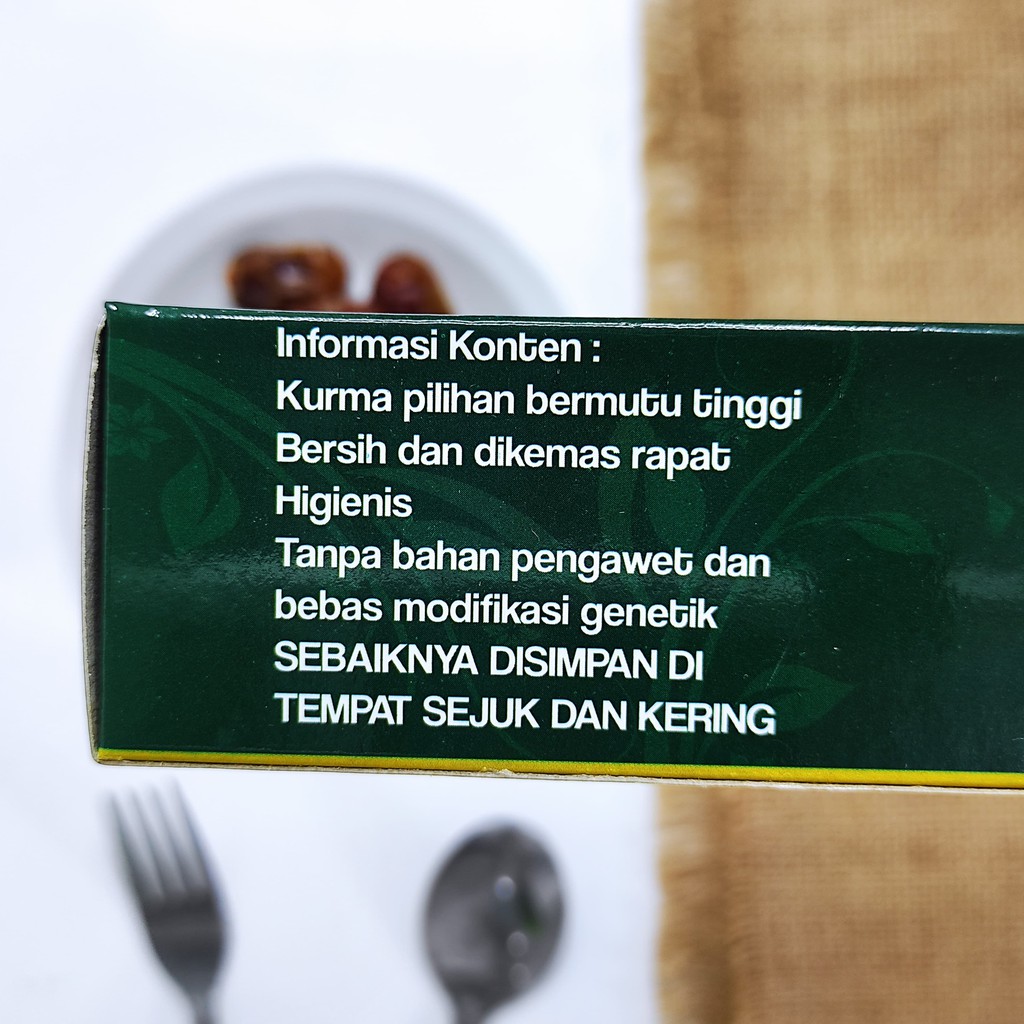 Informasi Konten :
Kurma pilihan bermutu tinggi
Bersih dan dikemas rapat
Higienis
Tanpa bahan pengawet dan
bebas modifikasi genetik
SEBAIKNYA DISIMPAN DI
TEMPAT SEJUK DAN KERING